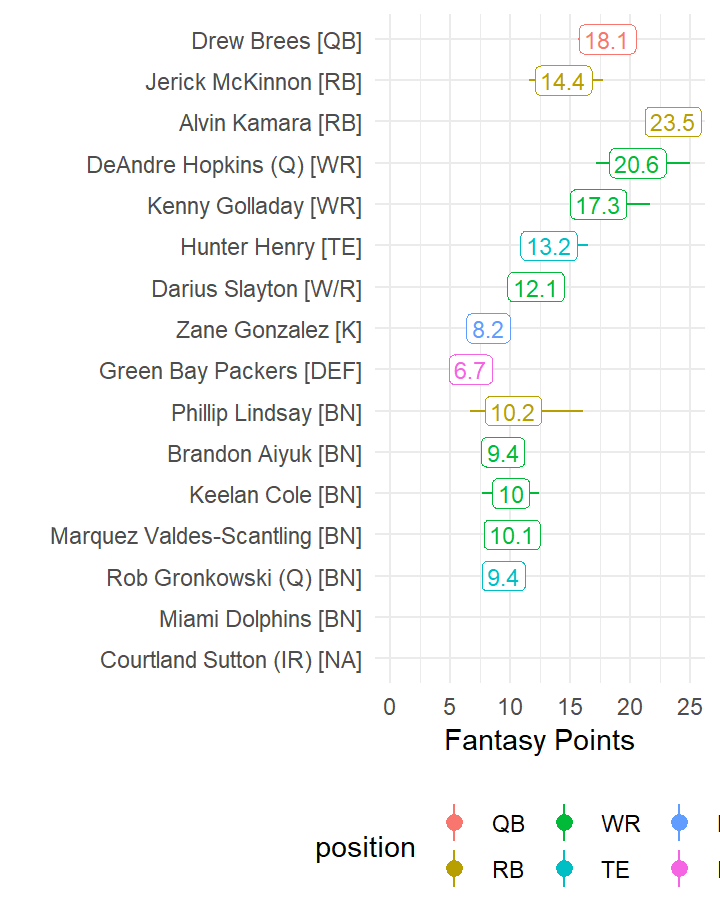 Drew Brees [QB] 18.1
Jerick McKinnon [RB] 14.4
Alvin Kamara [RB] 23.5
DeAndre Hopkins (Q) [WR] 20.6
Kenny Golladay [WR] 17.3
Hunter Henry [TE] 13.2
Darius Slayton [W/R] 12.1
Zane Gonzalez [K] 8.2
Green Bay Packers [DEF] 6.7
Phillip Lindsay [BN] 10.2
Brandon Aiyuk [BN] 9.4
Keelan Cole [BN] 10
Marquez Valdes-Scantling [BN] 10.1
Rob Gronkowski (Q) [BN] 9.4
Miami Dolphins [BN]
Courtland Sutton (IR) [NA]
0 5 10 15 20 25
Fantasy Points
position
QB WR
RB TE